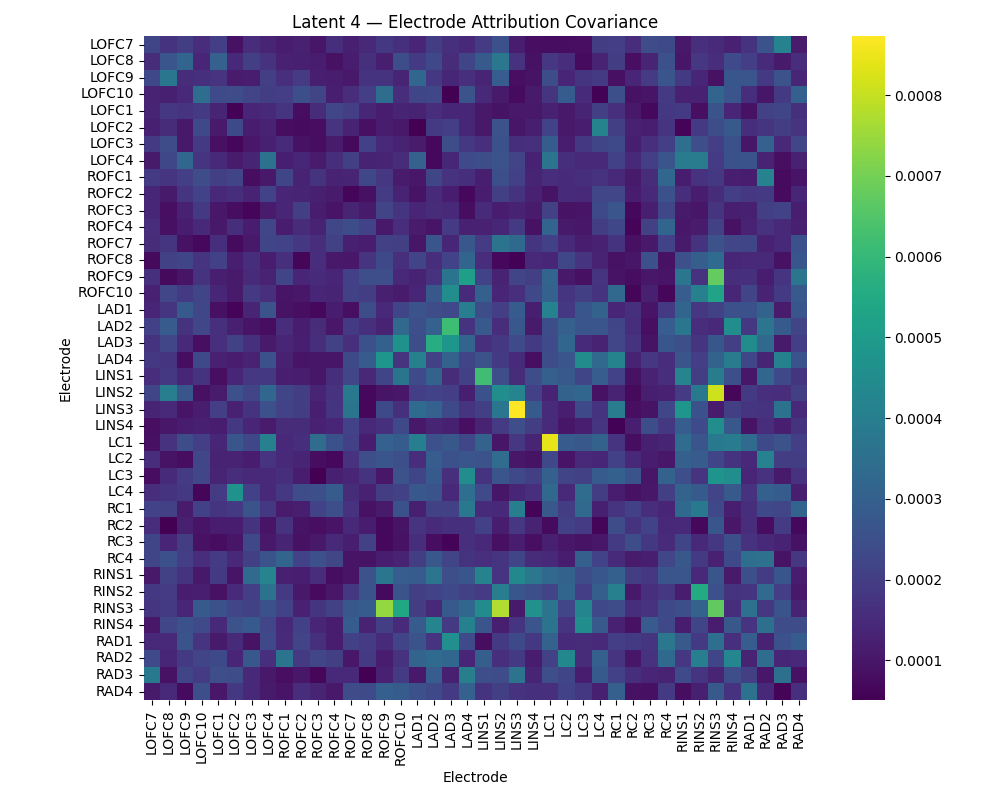 Latent 4 — Electrode Attribution Covariance
Electrode
LOFC7
LOFC8
LOFC9
LOFC10
LOFC1
LOFC2
LOFC3
LOFC4
ROFC1
ROFC2
ROFC3
ROFC4
ROFC7
ROFC8
ROFC9
ROFC10
LAD1
LAD2
LAD3
LAD4
LINS1
LINS2
LINS3
LINS4
LC1
LC2
LC3
LC4
RC1
RC2
RC3
RC4
RINS1
RINS2
RINS3
RINS4
RAD1
RAD2
RAD3
RAD4
LOFC7
LOFC8
LOFC9
LOFC10
LOFC1
LOFC2
LOFC3
LOFC4
ROFC1
ROFC2
ROFC3
ROFC4
ROFC7
ROFC8
ROFC9
ROFC10
LAD1
LAD2
LAD3
LAD4
LINS1
LINS2
LINS3
LINS4
LC1
LC2
LC3
LC4
RC1
RC2
RC3
RC4
RINS1
RINS2
RINS3
RINS4
RAD1
RAD2
RAD3
RAD4
Electrode
0.0008
0.0007
0.0006
0.0005
0.0004
0.0003
0.0002
0.0001